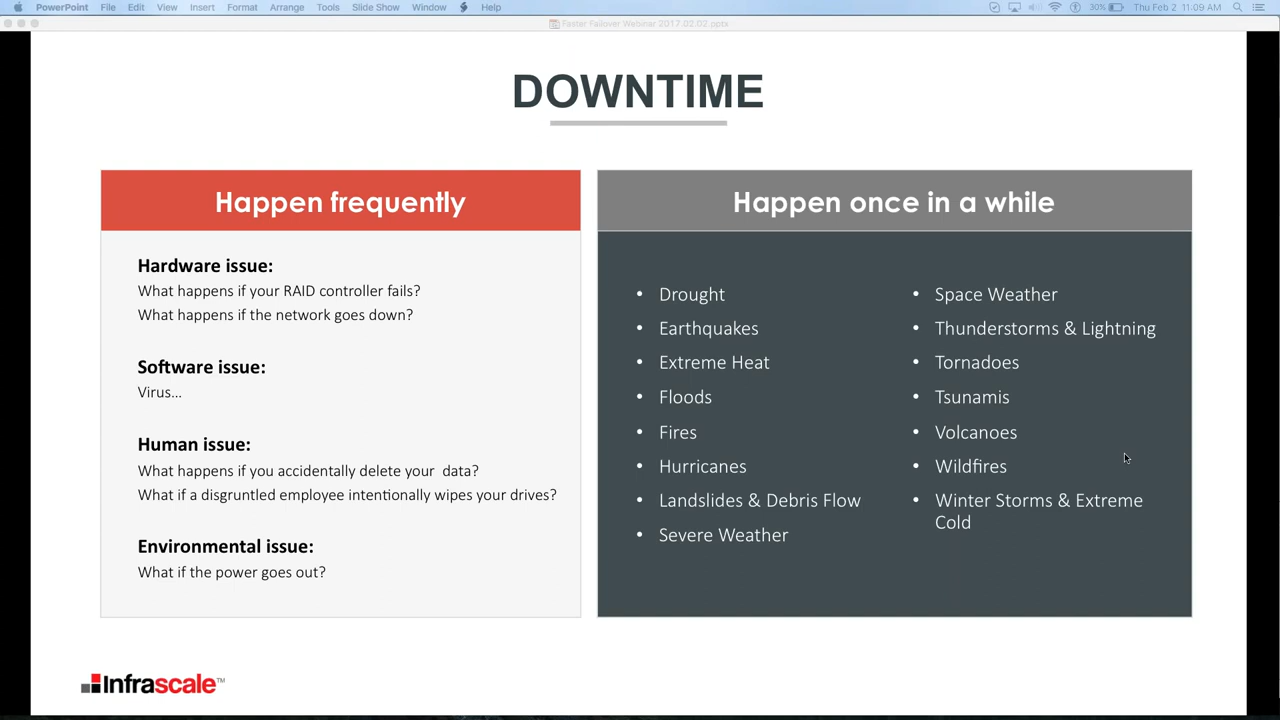 PowerPoint File Edit View Insert Format Arrange Tools Slide Show Window Help 30% Thu Feb 2 11:09 AM
Faster Failover Webinar 2017.02.02.pptx
DOWNTIME
Happen frequently
Hardware issue:
What happens if your RAID controller fails?
What happens if the network goes down?
Software issue:
Virus...
Human issue:
What happens if you accidentally delete your  data?
What if a disgruntled employee intentionally wipes your drives?
Environmental issue:
What if the power goes out?
Happen once in a while
• Drought
• Earthquakes
• Extreme Heat
• Floods
• Fires
• Hurricanes
• Landslides & Debris Flow
• Severe Weather
• Space Weather
• Thunderstorms & Lightning
• Tornadoes
• Tsunamis
• Volcanoes
• Wildfires
• Winter Storms & Extreme
Cold
Infrascale™